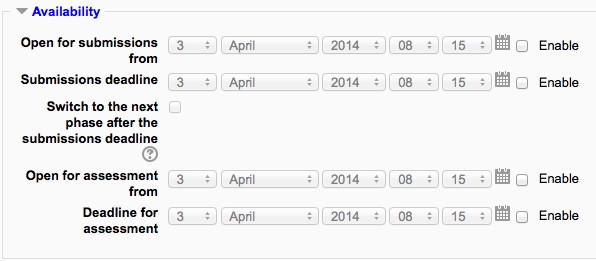 Availability
Open for submissions from 3 April 2014 08 15 Enable
Submissions deadline 3 April 2014 08 15 Enable
Switch to the next phase after the submissions deadline
?
Open for assessment from 3 April 2014 08 15 Enable
Deadline for assessment 3 April 2014 08 15 Enable